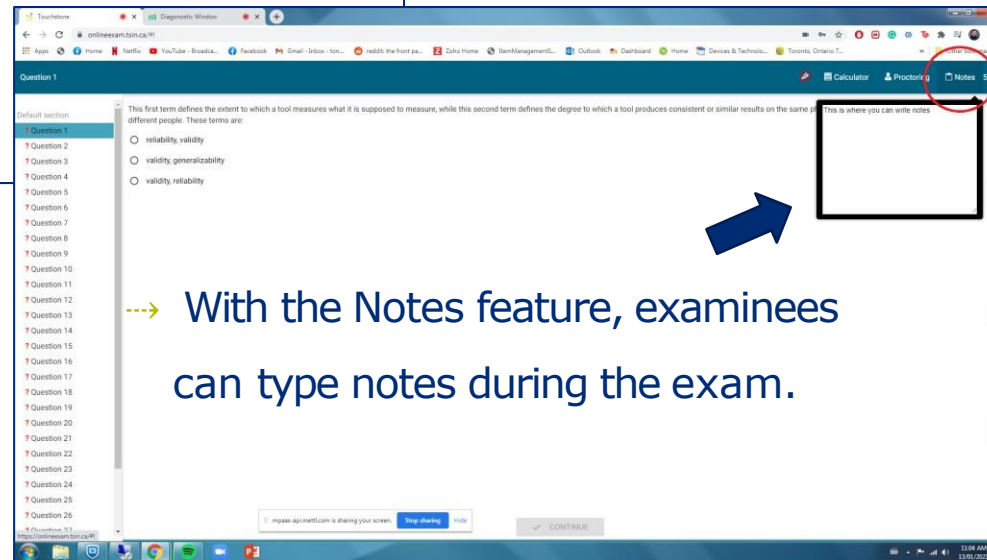 Touchstone
Diagnostic Window
onlineexam.tsin.ca/#!
Apps
Home
Netflix
YouTube - Broadca...
Facebook
Gmail - Inbox - ton...
reddit: the front pa...
Zoho Home
ItemManagementS...
Outlook
Dashboard
Home
Devices & Technolo...
Toronto, Ontario 7...
Question 1
Calculator
Proctoring
Notes
Default section
? Question 1
? Question 2
? Question 3
? Question 4
? Question 5
? Question 6
? Question 7
? Question 8
? Question 9
? Question 10
? Question 11
? Question 12
? Question 13
? Question 14
? Question 15
? Question 16
? Question 17
? Question 18
? Question 19
? Question 20
? Question 21
? Question 22
? Question 23
? Question 24
? Question 25
? Question 26
This first term defines the extent to which a tool measures what it is supposed to measure, while this second term defines the degree to which a tool produces consistent or similar results on the same
different people. These terms are:
reliability, validity
validity, generalizability
validity, reliability
This is where you can write notes
With the Notes feature, examinees
can type notes during the exam.
mpaas-api.mettl.com is sharing your screen.
Stop sharing
Hide
CONTINUE
https://onlineexam.tsin.ca/#!
11:04 AM